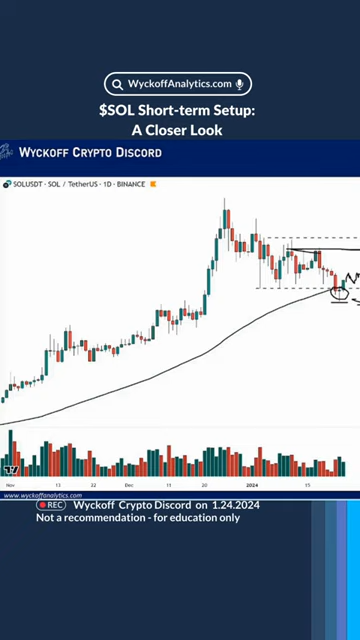 WyckoffAnalytics.com
$SOL Short-term Setup:
A Closer Look
WYCKOFF CRYPTO DISCORD
SOLUSDT · SOL / TetherUS · 1D · BINANCE
Nov 13 22 Dec 11 20 2024 15
www.wyckoffanalytics.com
REC Wyckoff Crypto Discord on 1.24.2024
Not a recommendation - for education only